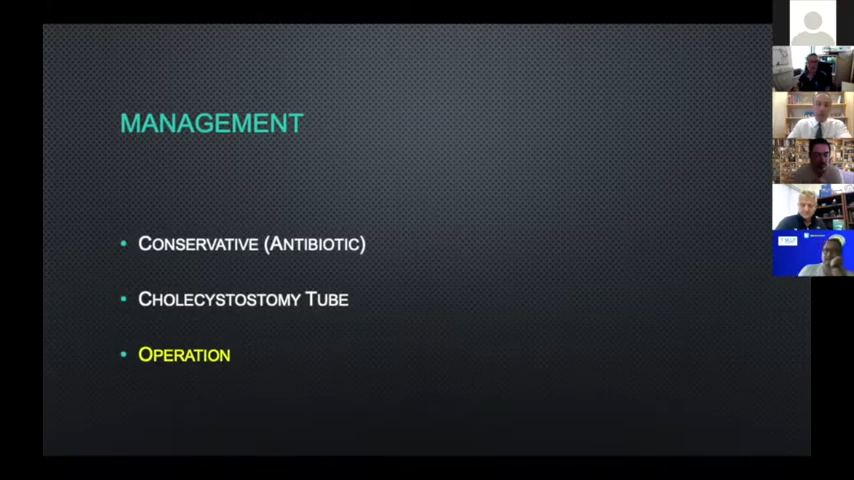 MANAGEMENT
• CONSERVATIVE (ANTIBIOTIC)
• CHOLECYSTOSTOMY TUBE
• OPERATION